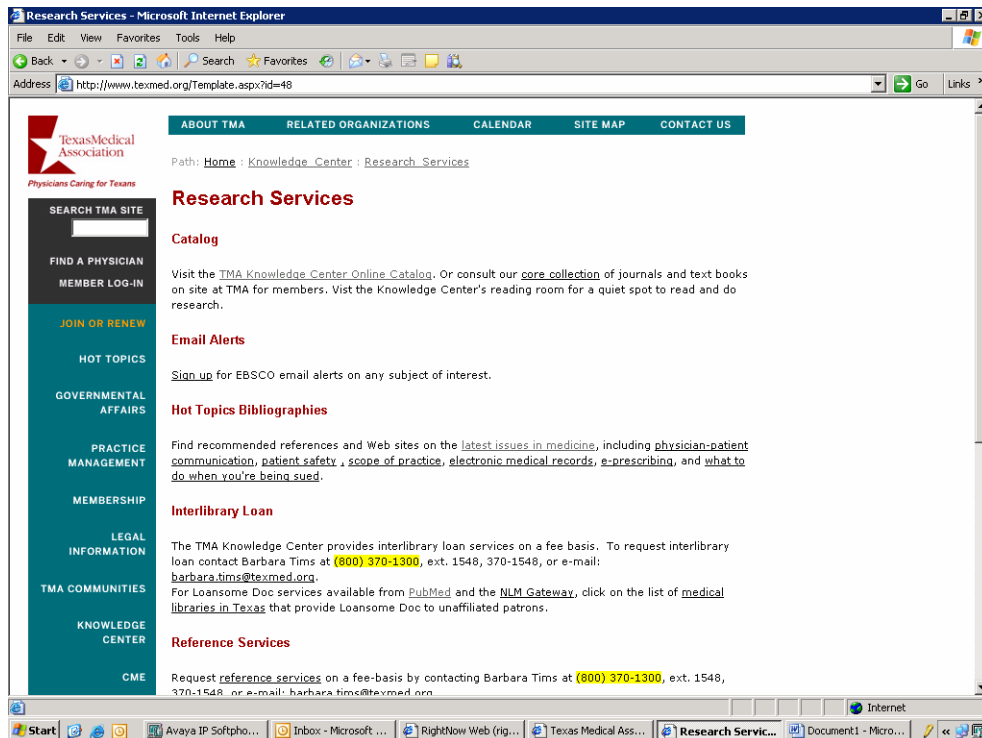 Research Services - Microsoft Internet Explorer
File Edit View Favorites Tools Help
Back Search Favorites
Address http://www.texmed.org/Template.aspx?id=48 Go Links
TexasMedical
Association
Physicians Caring for Texans
ABOUT TMA RELATED ORGANIZATIONS CALENDAR SITE MAP CONTACT US
Path: Home : Knowledge Center : Research Services
SEARCH TMA SITE
FIND A PHYSICIAN
MEMBER LOG-IN
JOIN OR RENEW
HOT TOPICS
GOVERNMENTAL
AFFAIRS
PRACTICE
MANAGEMENT
MEMBERSHIP
LEGAL
INFORMATION
TMA COMMUNITIES
KNOWLEDGE
CENTER
CME
Research Services
Catalog
Visit the TMA Knowledge Center Online Catalog. Or consult our core collection of journals and text books
on site at TMA for members. Vist the Knowledge Center's reading room for a quiet spot to read and do
research.
Email Alerts
Sign up for EBSCO email alerts on any subject of interest.
Hot Topics Bibliographies
Find recommended references and Web sites on the latest issues in medicine, including physician-patient
communication, patient safety , scope of practice, electronic medical records, e-prescribing, and what to
do when you're being sued.
Interlibrary Loan
The TMA Knowledge Center provides interlibrary loan services on a fee basis. To request interlibrary
loan contact Barbara Tims at (800) 370-1300, ext. 1548, 370-1548, or e-mail:
barbara.tims@texmed.org.
For Loansome Doc services available from PubMed and the NLM Gateway, click on the list of medical
libraries in Texas that provide Loansome Doc to unaffiliated patrons.
Reference Services
Request reference services on a fee-basis by contacting Barbara Tims at (800) 370-1300, ext. 1548,
370-1548, or e-mail: barbara.tims@texmed.org
Internet
Start Avaya IP Softpho... Inbox - Microsoft ... RightNow Web (rig... Texas Medical Ass... Research Servic... Document1 - Micro...